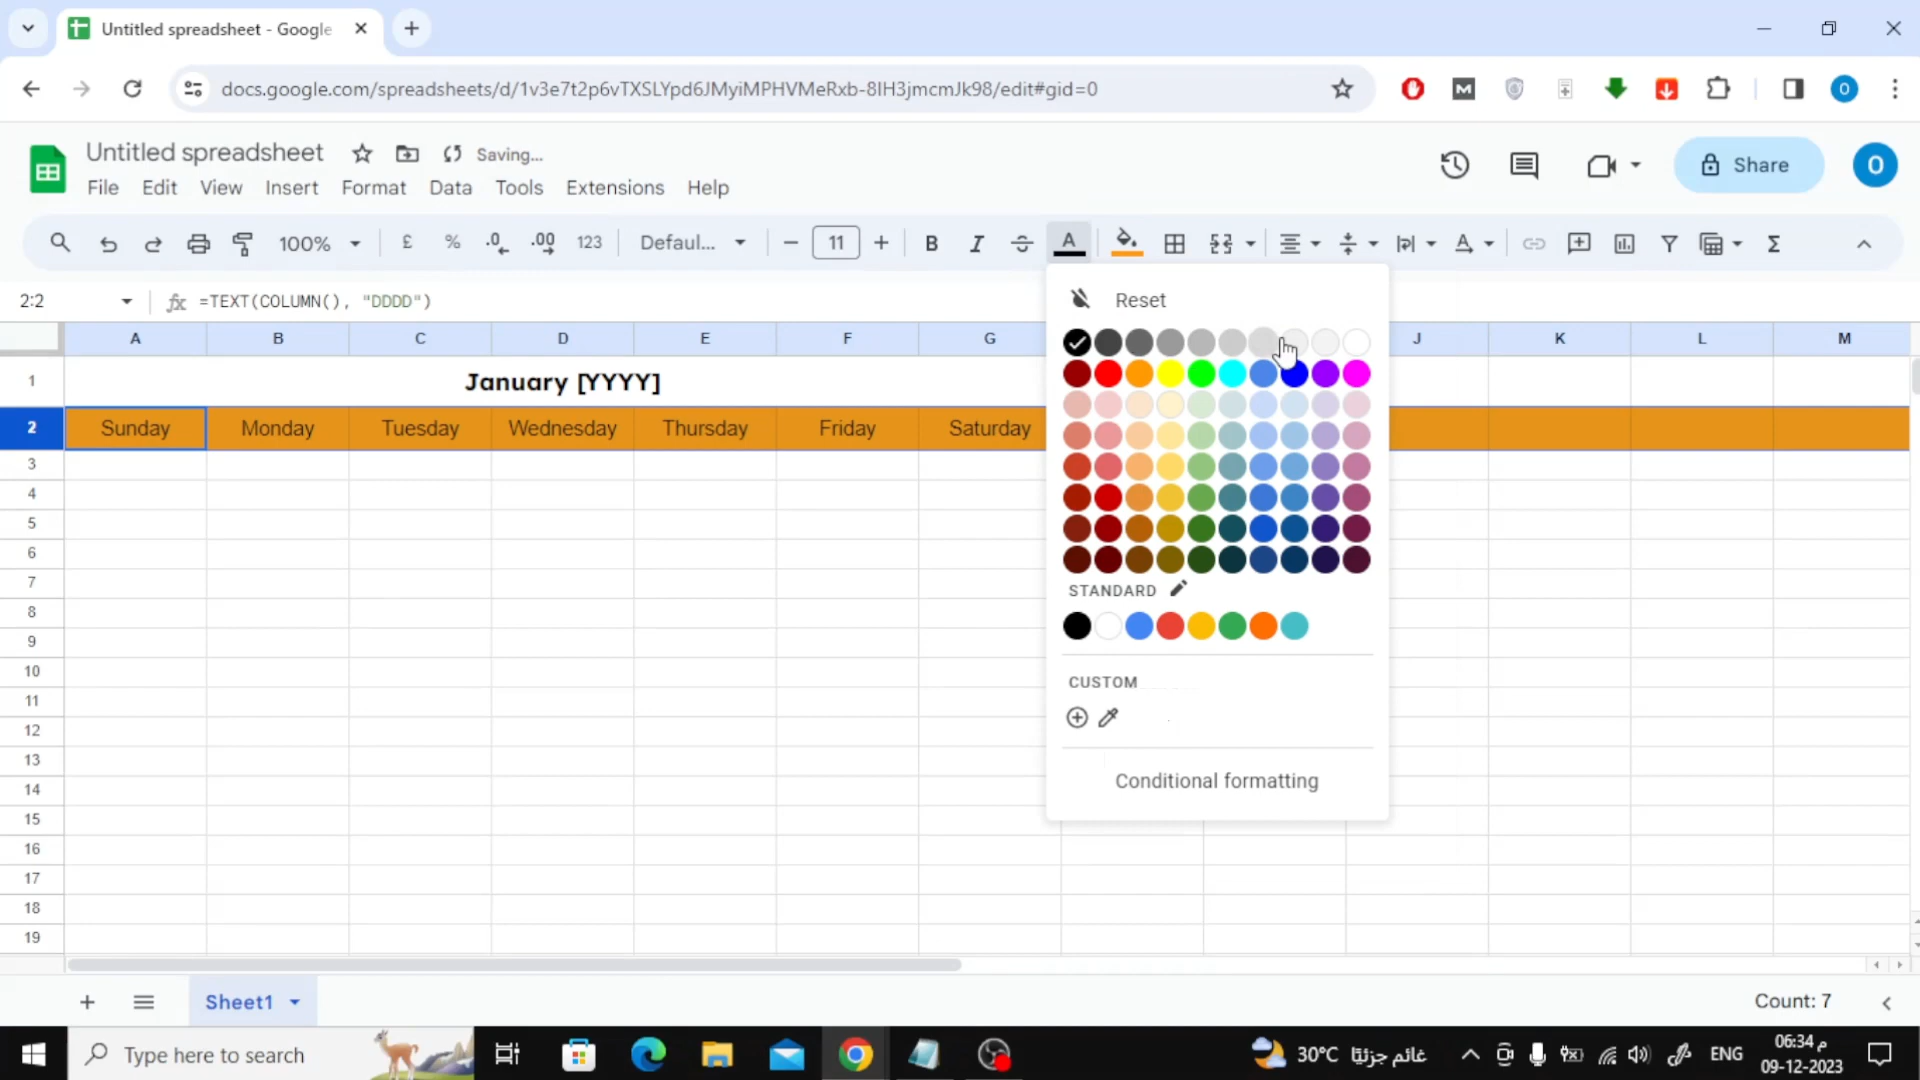 Untitled spreadsheet - Google
docs.google.com/spreadsheets/d/1v3e7t2p6vTXSLYpd6JMyiMPHVMeRxb-8IH3jmcmJk98/edit#gid=0
O
Untitled spreadsheet Saving...
File Edit View Insert Format Data Tools Extensions Help
Share
O
100% £ % .0 .00 123 Defaul... 11 B I A
2:2 fx =TEXT(COLUMN(), "DDDD")
Reset
A B C D E F G J K L M
1 January [YYYY]
2 Sunday Monday Tuesday Wednesday Thursday Friday Saturday
3
4
5
6
7
STANDARD
8
9
10
CUSTOM
11
12
13
Conditional formatting
14
15
16
17
18
19
Sheet1 Count: 7
Type here to search
30°C غائم جزئيًا
ENG
06:34 م
09-12-2023